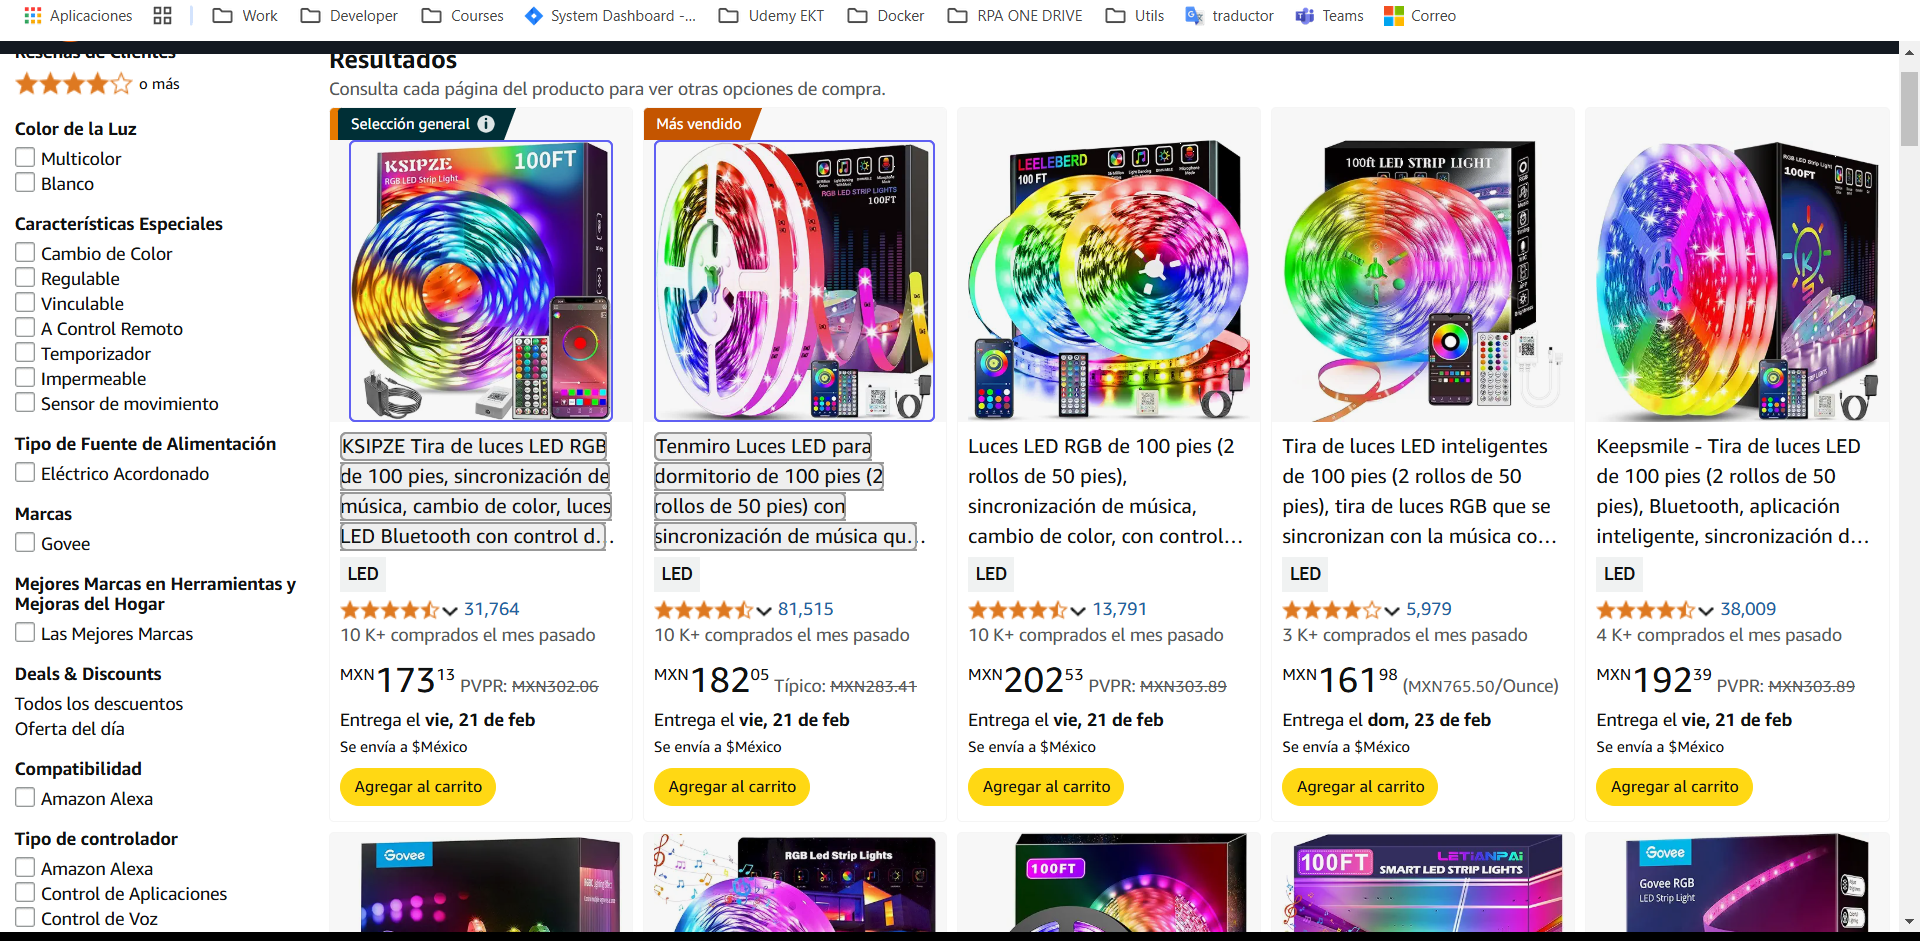 Aplicaciones
Work
Developer
Courses
System Dashboard -...
Udemy EKT
Docker
RPA ONE DRIVE
Utils
traductor
Teams
Correo
Reseñas de Clientes
o más
Color de la Luz
Multicolor
Blanco
Características Especiales
Cambio de Color
Regulable
Vinculable
A Control Remoto
Temporizador
Impermeable
Sensor de movimiento
Tipo de Fuente de Alimentación
Eléctrico Acordonado
Marcas
Govee
Mejores Marcas en Herramientas y
Mejoras del Hogar
Las Mejores Marcas
Deals & Discounts
Todos los descuentos
Oferta del día
Compatibilidad
Amazon Alexa
Tipo de controlador
Amazon Alexa
Control de Aplicaciones
Control de Voz
Resultados
Consulta cada página del producto para ver otras opciones de compra.
Selección general
KSIPZE
RGB LED Strip Light
100FT
KSIPZE Tira de luces LED RGB
de 100 pies, sincronización de
música, cambio de color, luces
LED Bluetooth con control d...
LED
31,764
10 K+ comprados el mes pasado
MXN173.13 PVPR: MXN302.06
Entrega el vie, 21 de feb
Se envía a $México
Agregar al carrito
Más vendido
RGB LED STRIP LIGHTS
100FT
Tenmiro Luces LED para
dormitorio de 100 pies (2
rollos de 50 pies) con
sincronización de música qu...
LED
81,515
10 K+ comprados el mes pasado
MXN182.05 Típico: MXN283.41
Entrega el vie, 21 de feb
Se envía a $México
Agregar al carrito
LEELEBERD
100 FT
Luces LED RGB de 100 pies (2
rollos de 50 pies),
sincronización de música,
cambio de color, con control...
LED
13,791
10 K+ comprados el mes pasado
MXN202.53 PVPR: MXN303.89
Entrega el vie, 21 de feb
Se envía a $México
Agregar al carrito
100ft LED STRIP LIGHT
Tira de luces LED inteligentes
de 100 pies (2 rollos de 50
pies), tira de luces RGB que se
sincronizan con la música co...
LED
5,979
3 K+ comprados el mes pasado
MXN161.98 (MXN765.50/Ounce)
Entrega el dom, 23 de feb
Se envía a $México
Agregar al carrito
RGB LED Strip Light
100FT
Keepsmile - Tira de luces LED
de 100 pies (2 rollos de 50
pies), Bluetooth, aplicación
inteligente, sincronización d...
LED
38,009
4 K+ comprados el mes pasado
MXN192.39 PVPR: MXN303.89
Entrega el vie, 21 de feb
Se envía a $México
Agregar al carrito
Govee
RGB Led Strip Lights
100FT
100FT
LETIANPAI
SMART LED STRIP LIGHTS
Govee
Govee RGB
LED Strip Light